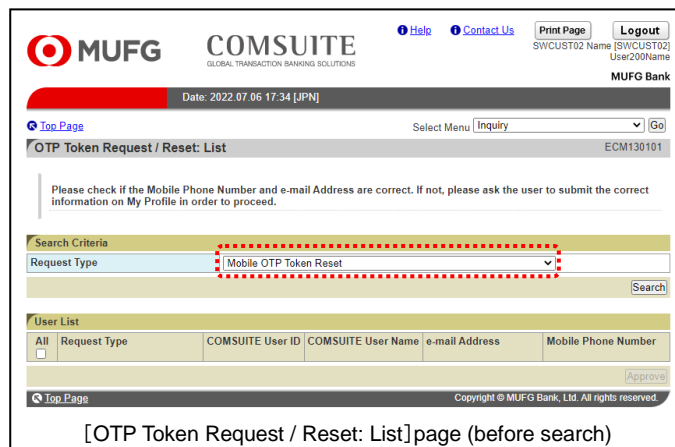 MUFG
COMSUITE
GLOBAL TRANSACTION BANKING SOLUTIONS
Help
Contact Us
Print Page
Logout
SWCUST02 Name [SWCUST02]
User200Name
MUFG Bank
Date: 2022.07.06 17:34 [JPN]
Top Page
Select Menu Inquiry Go
OTP Token Request / Reset: List ECM130101
Please check if the Mobile Phone Number and e-mail Address are correct. If not, please ask the user to submit the correct
information on My Profile in order to proceed.
Search Criteria
Request Type Mobile OTP Token Reset
Search
User List
All Request Type COMSUITE User ID COMSUITE User Name e-mail Address Mobile Phone Number
Approve
Top Page Copyright © MUFG Bank, Ltd. All rights reserved.
[OTP Token Request / Reset: List]page (before search)